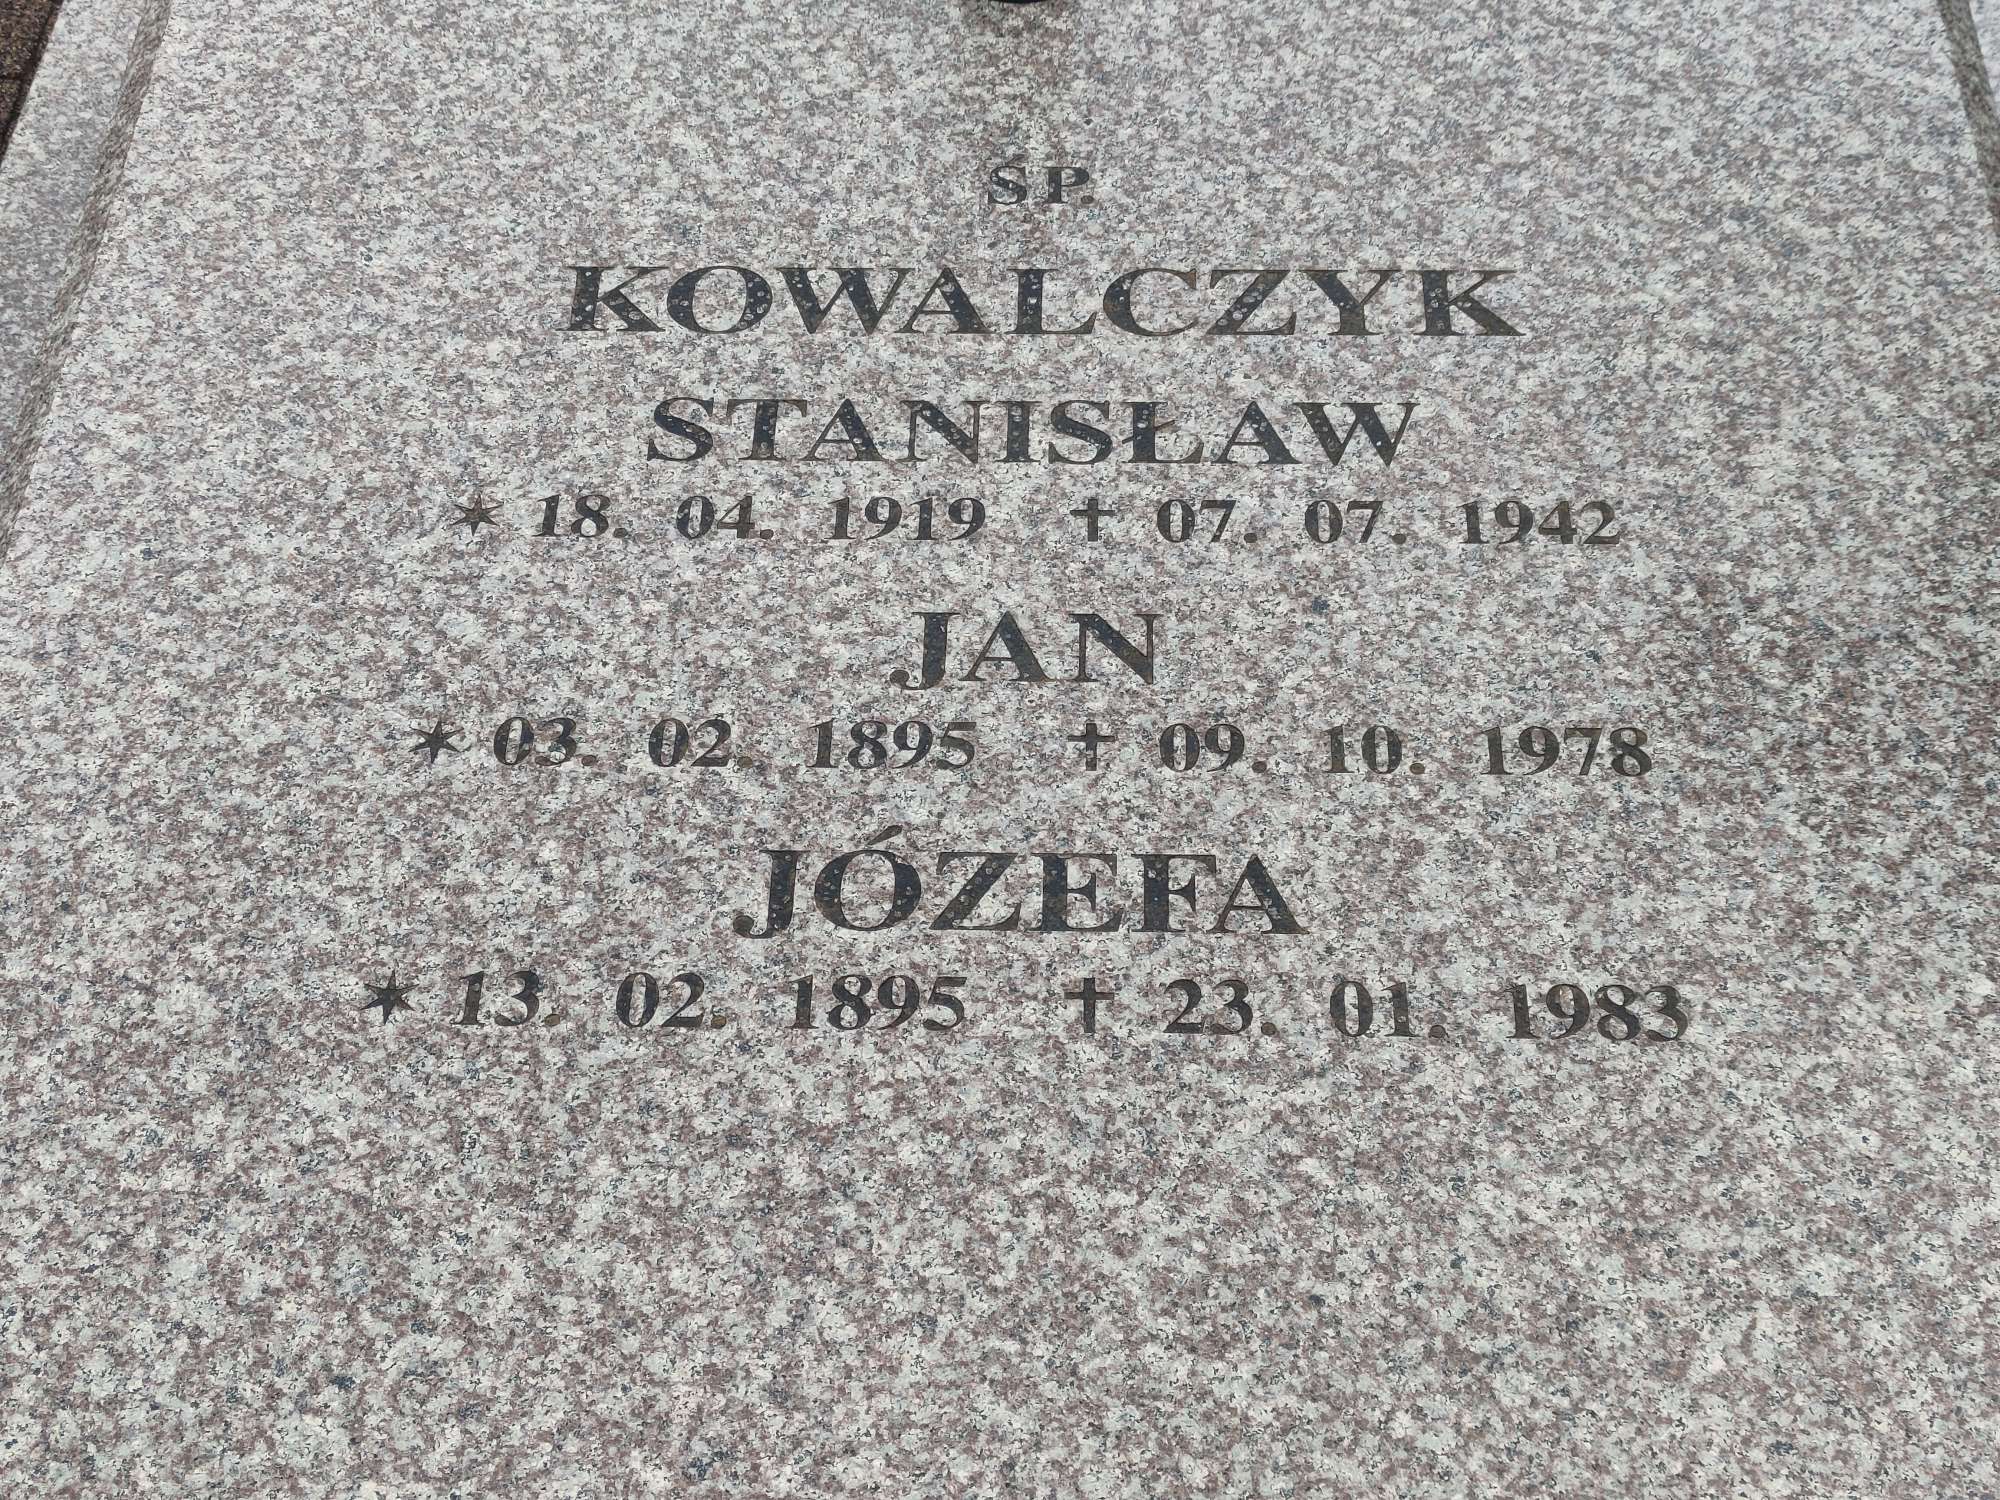 ŚP.
KOWALCZYK
STANISŁAW
✶ 18. 04. 1919 ✝ 07. 07. 1942
JAN
✶ 03. 02. 1895 ✝ 09. 10. 1978
JÓZEFA
✶ 13. 02. 1895 ✝ 23. 01. 1983